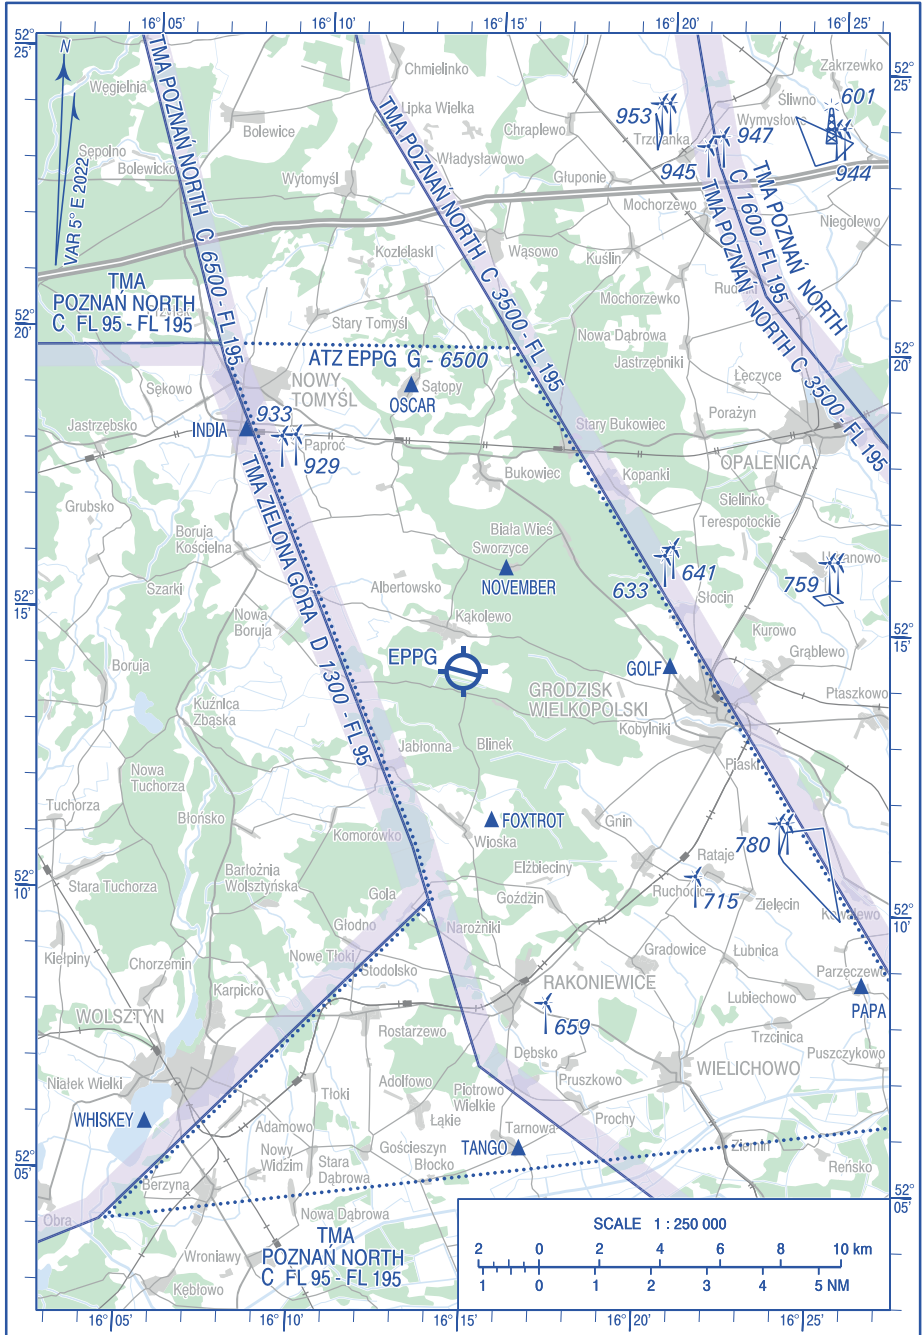 16° 05'
16° 10'
16° 15'
16° 20'
16° 25'
52°
25'
N
VAR 5° E 2022
TMA POZNAŃ NORTH C 6500 - FL 195
TMA POZNAŃ NORTH C 3500 - FL 195
TMA POZNAŃ NORTH
C 1600 - FL 195
TMA POZNAŃ NORTH C 3500 - FL 195
Węgielnia
Bolewice
Sępolno
Bolewicko
Wytomyśl
Chmielinko
Lipka Wielka
Chraplewo
Władysławowo
Głuponie
Zakrzewko
Śliwno
Wymysłowo
601
953
Trzcianka
947
945
944
52°
25'
Mochorzewo
Niegolewo
Kozlelaskl
Wąsowo
Kuślin
Mochorzewko
TMA
POZNAŃ NORTH
C FL 95 - FL 195
52°
20'
Stary Tomyśl
Nowa Dąbrowa
Jastrzębniki
52°
20'
ATZ EPPG G - 6500
Łęczyce
Sękowo
NOWY
TOMYŚL
Sątopy
OSCAR
Porażyn
Jastrzębsko
INDIA
933
Paproć
929
Stary Bukowiec
Bukowiec
Kopanki
OPALENICA
Sielinko
Terespotockie
Grubsko
Boruja
Kościelna
Biała Wieś
Sworzyce
NOVEMBER
TMA ZIELONA GÓRA D 1300 - FL 95
641
633
759
Szarki
Albertowsko
Słocin
52°
15'
Nowa
Boruja
Kąkolewo
Kurowo
52°
15'
Grąblewo
Boruja
EPPG
GOLF
GRODZISK
WIELKOPOLSKI
Kobylniki
Ptaszkowo
Kuźnica
Zbąska
Jabłonna
Blinek
Piaski
Nowa
Tuchorza
Tuchorza
Błońsko
Komorówko
FOXTROT
Wioska
Gnin
780
Rataje
Elżbieciny
Ruchocice
715
52°
10'
Stara Tuchorza
Barłożnia
Wolsztyńska
Gola
Goździn
Zielęcin
Kowalewo
52°
10'
Głodno
Narożniki
Kiełpiny
Chorzemin
Nowe Tłoki
Stodolsko
Gradowice
Łubnica
Karpicko
RAKONIEWICE
Parzęczewo
PAPA
Lubiechowo
WOLSZTYN
659
Rostarzewo
Trzcinica
Dębsko
Puszczykowo
Niałek Wielki
Tłoki
Adolfowo
Piotrowo
Wielkie
Pruszkowo
WIELICHOWO
WHISKEY
Adamowo
Łąkie
Tarnowa
Prochy
Gościeszyn
Błocko
TANGO
Ziemin
52°
05'
Nowy
Widzim
Stara
Dąbrowa
Reńsko
Berzyna
52°
05'
Obra
Nowa Dąbrowa
TMA
POZNAŃ NORTH
C FL 95 - FL 195
Wroniawy
Kębłowo
SCALE 1 : 250 000
2 0 2 4 6 8 10 km
1 0 1 2 3 4 5 NM
16° 05'
16° 10'
16° 15'
16° 20'
16° 25'